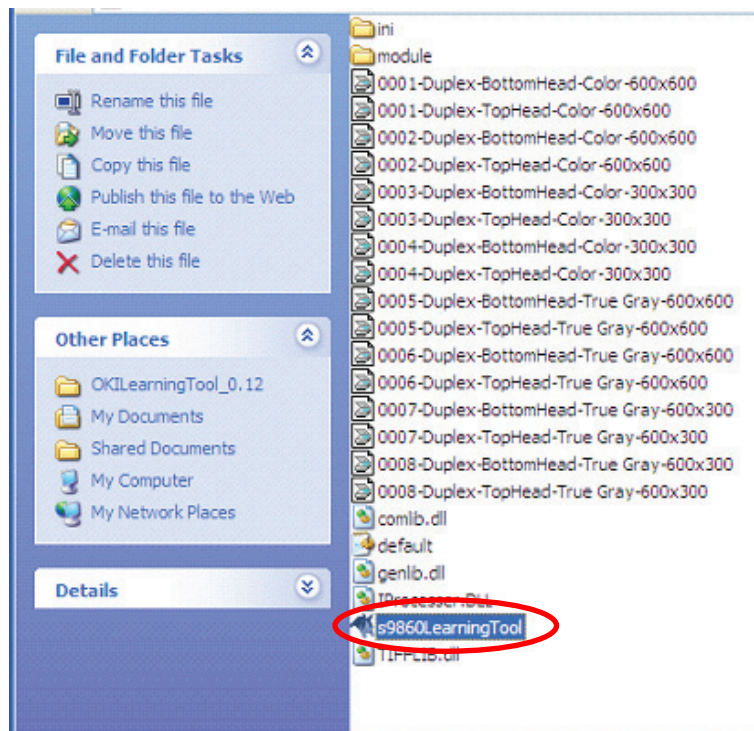 File and Folder Tasks
Rename this file
Move this file
Copy this file
Publish this file to the Web
E-mail this file
Delete this file
Other Places
OKILearningTool_0.12
My Documents
Shared Documents
My Computer
My Network Places
Details
ini
module
0001-Duplex-BottomHead-Color-600x600
0001-Duplex-TopHead-Color-600x600
0002-Duplex-BottomHead-Color-600x600
0002-Duplex-TopHead-Color-600x600
0003-Duplex-BottomHead-Color-300x300
0003-Duplex-TopHead-Color-300x300
0004-Duplex-BottomHead-Color-300x300
0004-Duplex-TopHead-Color-300x300
0005-Duplex-BottomHead-True Gray-600x600
0005-Duplex-TopHead-True Gray-600x600
0006-Duplex-BottomHead-True Gray-600x600
0006-Duplex-TopHead-True Gray-600x600
0007-Duplex-BottomHead-True Gray-600x300
0007-Duplex-TopHead-True Gray-600x300
0008-Duplex-BottomHead-True Gray-600x300
0008-Duplex-TopHead-True Gray-600x300
comlib.dll
default
genlib.dll
IProcesser.DLL
s9860LearningTool
TIFFLIB.dll